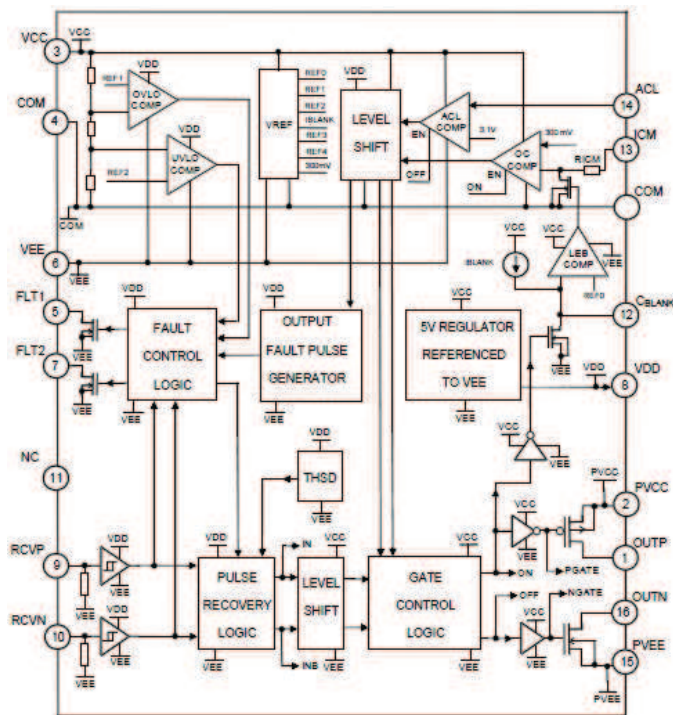 VCC
3
VCC
REF1
VDD
OVLO
COMP
COM
4
REF2
VDD
UVLO
COMP
COM
VREF
REF0
REF1
REF2
IBLANK
REF3
REF4
300mV
VDD
LEVEL
SHIFT
ACL
COMP
EN
3.1V
OFF
300mV
OC
COMP
EN
ON
ACL
14
ICM
13
RICM
COM
VEE
6
VEE
VCC
IBLANK
VCC
LEB
COMP
VEE
REF0
CBLANK
12
FLT1
5
VEE
FLT2
7
VEE
VDD
FAULT
CONTROL
LOGIC
VEE
VDD
OUTPUT
FAULT PULSE
GENERATOR
VEE
VCC
5V REGULATOR
REFERENCED
TO VEE
VEE
VEE
VDD
VDD
8
NC
11
VDD
THSD
VEE
VCC
VEE
PVCC
PVCC
2
VCC
VEE
OUTP
1
PGATE
ON
RCVP
9
VDD
VEE
VEE
RCVN
10
VDD
VEE
VEE
VDD
PULSE
RECOVERY
LOGIC
VEE
IN
INB
VCC
LEVEL
SHIFT
VEE
VCC
GATE
CONTROL
LOGIC
VEE
OFF
VCC
VEE
NGATE
OUTN
16
PVEE
15
PVEE